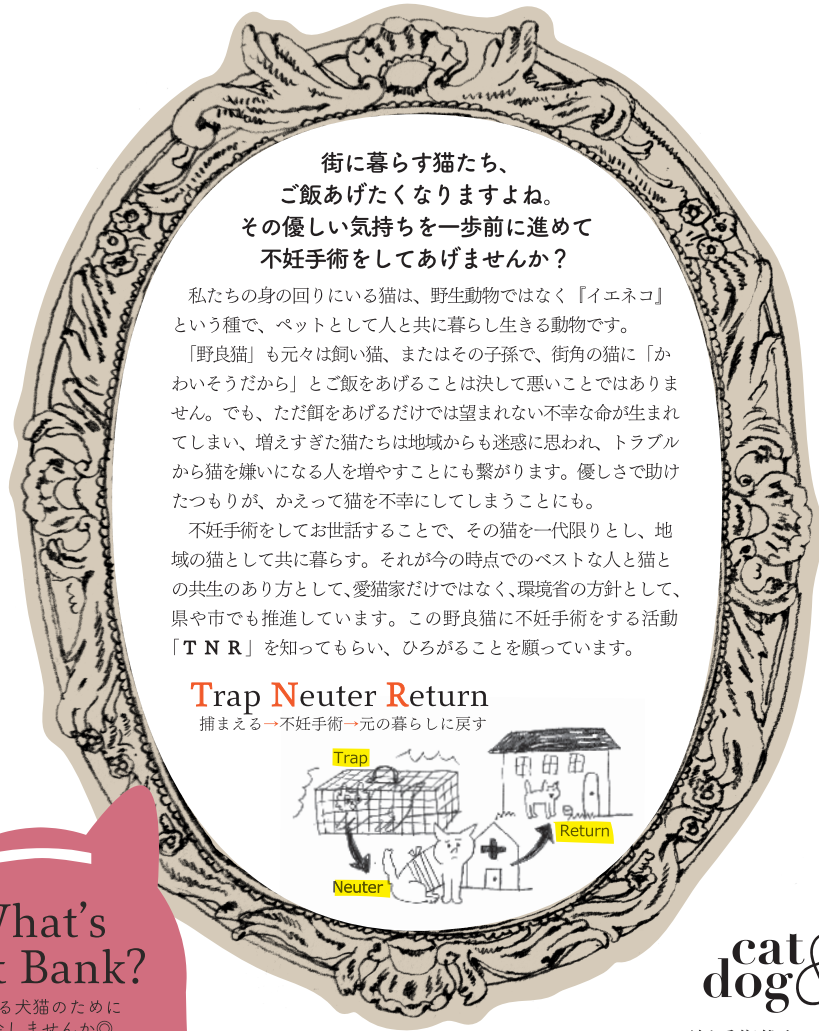 街に暮らす猫たち、
ご飯あげたくなりますよね。
その優しい気持ちを一歩前に進めて
不妊手術をしてあげませんか？
私たちの身の回りにいる猫は、野生動物ではなく『イエネコ』
という種で、ペットとして人と共に暮らし生きる動物です。
「野良猫」も元々は飼い猫、またはその子孫で、街角の猫に「か
わいそうだから」とご飯をあげることは決して悪いことではありま
せん。でも、ただ餌をあげるだけでは望まれない不幸な命が生まれ
てしまい、増えすぎた猫たちは地域からも迷惑に思われ、トラブル
から猫を嫌いになる人を増やすことにも繋がります。優しさで助け
たつもりが、かえって猫を不幸にしてしまうことにも。
不妊手術をしてお世話することで、その猫を一代限りとし、地
域の猫として共に暮らす。それが今の時点でのベストな人と猫と
の共生のあり方として、愛猫家だけではなく、環境省の方針として、
県や市でも推進しています。この野良猫に不妊手術をする活動
「ＴＮＲ」を知ってもらい、ひろがることを願っています。
Trap Neuter Return
捕まえる→不妊手術→元の暮らしに戻す
Trap
Return
Neuter
What's
Bank?
る犬猫のために
しませんか◎
cat &
dog